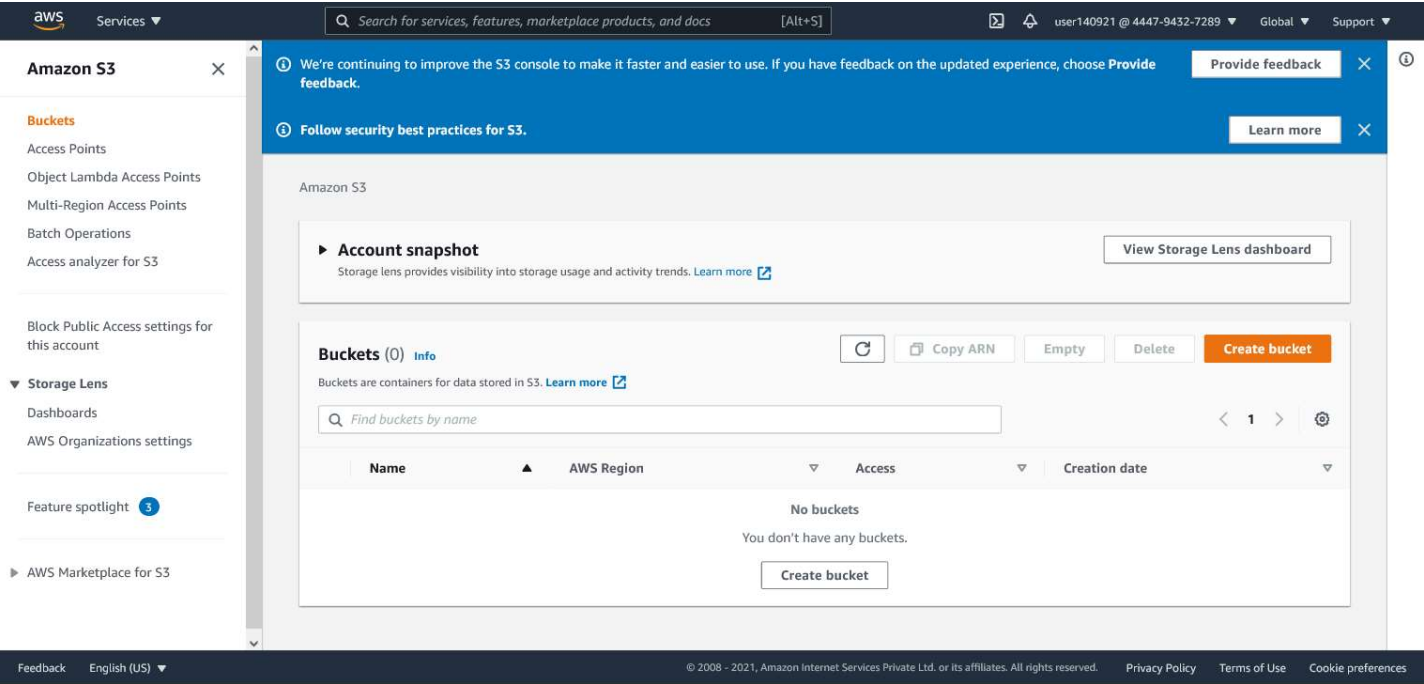 aws
Services ▼
Search for services, features, marketplace products, and docs [Alt+S]
user140921 @ 4447-9432-7289 ▼
Global ▼
Support ▼
Amazon S3
Buckets
Access Points
Object Lambda Access Points
Multi-Region Access Points
Batch Operations
Access analyzer for S3
Block Public Access settings for
this account
▼ Storage Lens
Dashboards
AWS Organizations settings
Feature spotlight 3
▶ AWS Marketplace for S3
We're continuing to improve the S3 console to make it faster and easier to use. If you have feedback on the updated experience, choose Provide
feedback.
Provide feedback
Follow security best practices for S3.
Learn more
Amazon S3
▶ Account snapshot
Storage lens provides visibility into storage usage and activity trends. Learn more
View Storage Lens dashboard
Buckets (0) Info
Copy ARN
Empty
Delete
Create bucket
Buckets are containers for data stored in S3. Learn more
Find buckets by name
< 1 >
Name ▲ AWS Region ▽ Access ▽ Creation date ▽
No buckets
You don't have any buckets.
Create bucket
Feedback
English (US) ▼
© 2008 - 2021, Amazon Internet Services Private Ltd. or its affiliates. All rights reserved.
Privacy Policy
Terms of Use
Cookie preferences